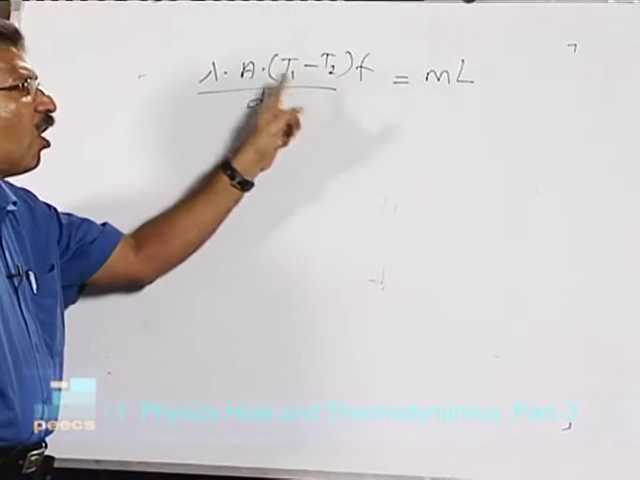 λ. A.(T₁-T₂)t = mL
d
1 Physics Heat and Thermodynamics Part-3
peecs